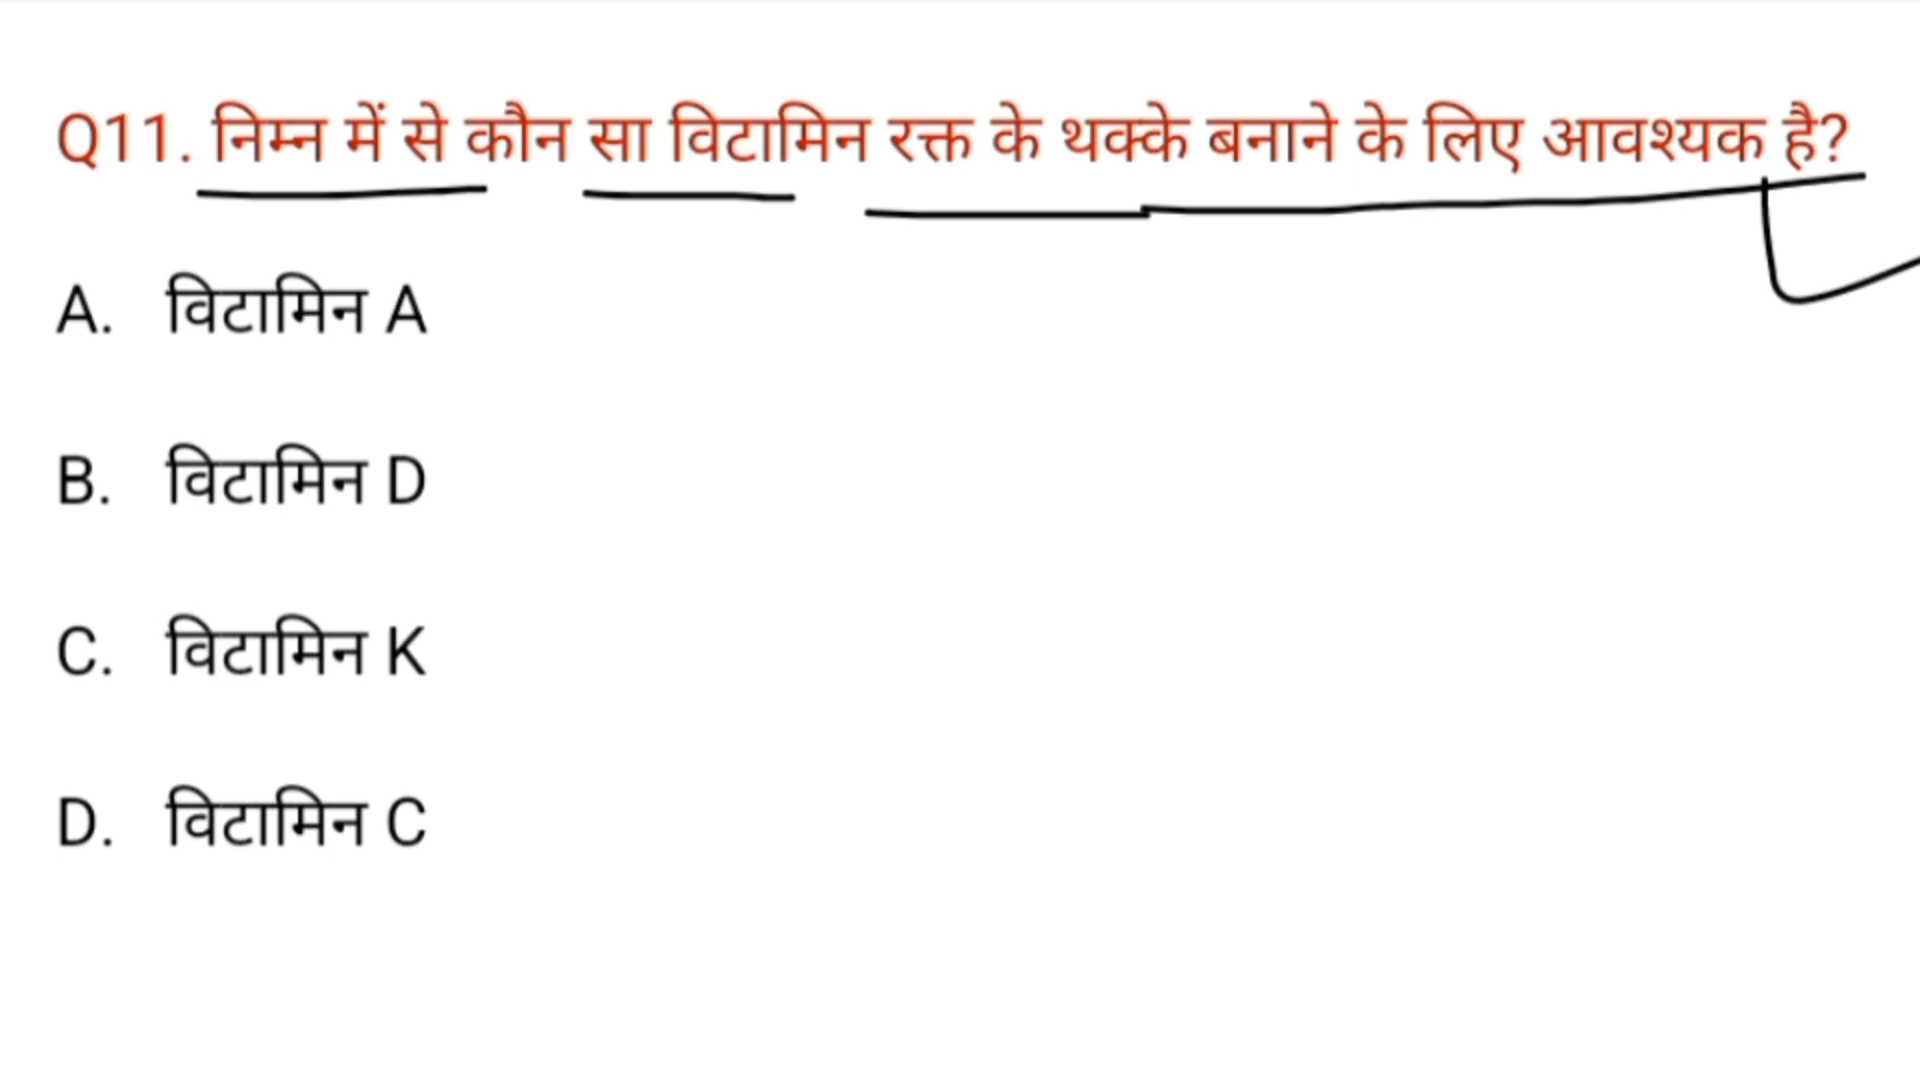 Q11. निम्न में से कौन सा विटामिन रक्त के थक्के बनाने के लिए आवश्यक है?
A. विटामिन A
B. विटामिन D
C. विटामिन K
D. विटामिन C